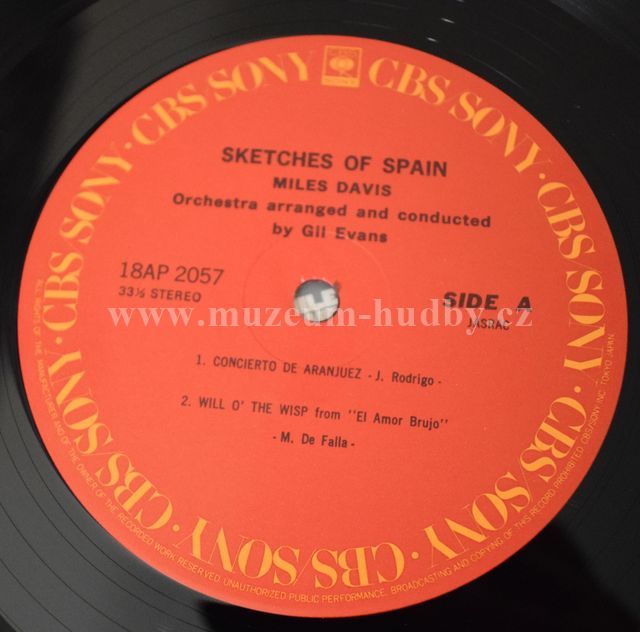 CBS SONY · CBS SONY · CBS SONY · CBS/SONY · CBS/SONY · CBS/SONY · CBS/SONY · CBS SONY · CBS SONY
SKETCHES OF SPAIN
MILES DAVIS
Orchestra arranged and conducted
by Gil Evans
18AP 2057
33⅓ STEREO
SIDE A
JASRAC
www.muzeum-hudby.cz
1. CONCIERTO DE ARANJUEZ - J. Rodrigo -
2. WILL O' THE WISP from "El Amor Brujo"
- M. De Falla -
ALL RIGHTS OF THE MANUFACTURER AND OF THE OWNER OF THE RECORDED WORK RESERVED. UNAUTHORIZED PUBLIC PERFORMANCE, BROADCASTING AND COPYING OF THIS RECORD PROHIBITED. CBS/SONY INC. TOKYO JAPAN.